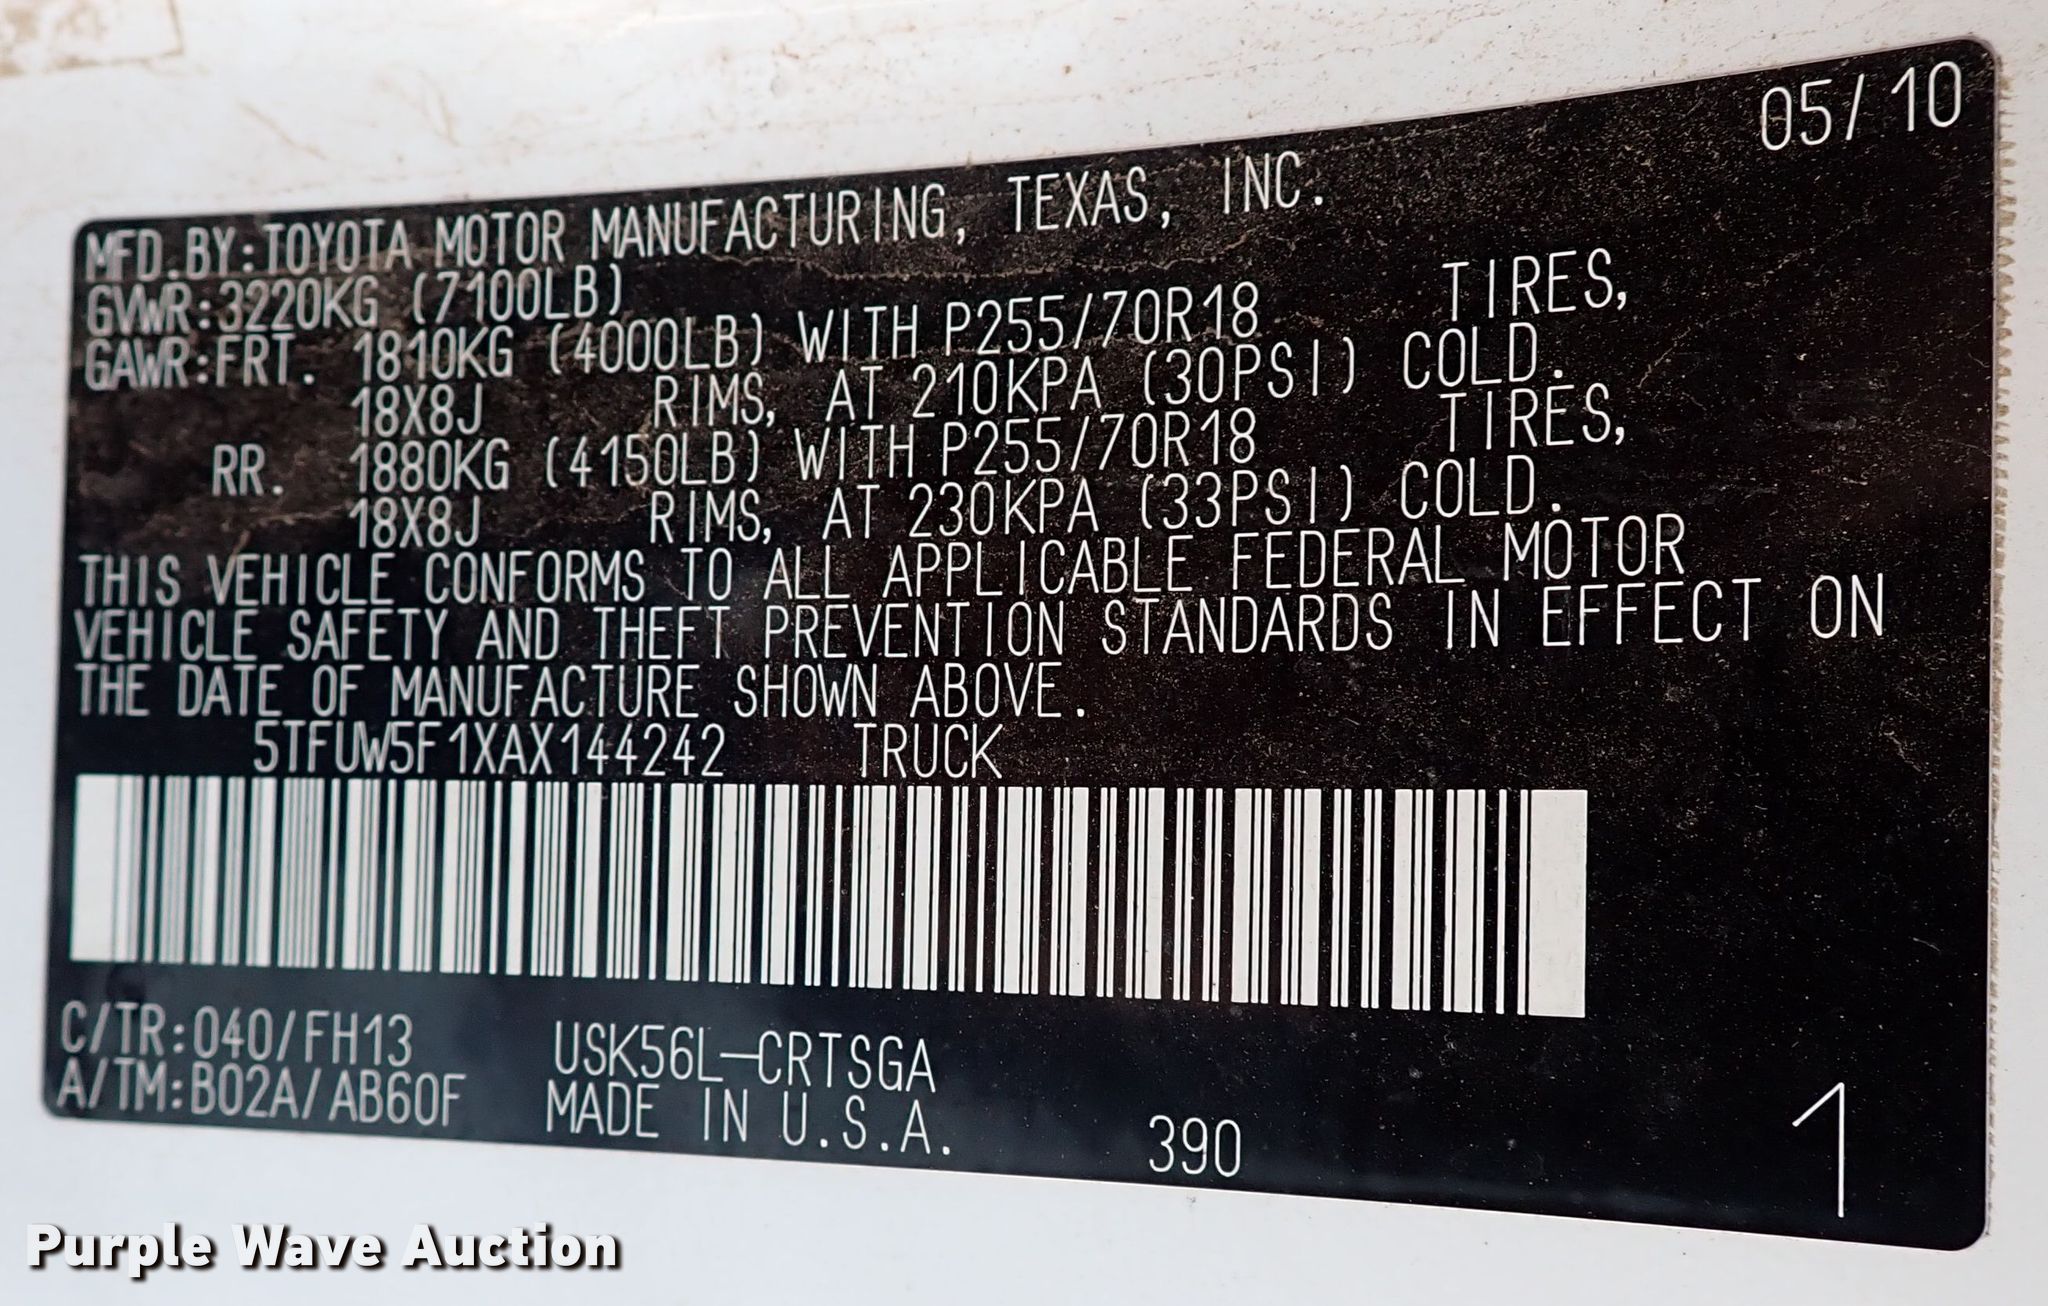 05/10
MFD.BY:TOYOTA MOTOR MANUFACTURING, TEXAS, INC.
GVWR:3220KG (7100LB)
GAWR:FRT. 1810KG (4000LB) WITH P255/70R18 TIRES,
18X8J RIMS, AT 210KPA (30PSI) COLD.
RR. 1880KG (4150LB) WITH P255/70R18 TIRES,
18X8J RIMS, AT 230KPA (33PSI) COLD.
THIS VEHICLE CONFORMS TO ALL APPLICABLE FEDERAL MOTOR
VEHICLE SAFETY AND THEFT PREVENTION STANDARDS IN EFFECT ON
THE DATE OF MANUFACTURE SHOWN ABOVE.
5TFUW5F1XAX144242 TRUCK
C/TR:040/FH13 USK56L-CRTSGA
A/TM:B02A/AB60F MADE IN U.S.A. 390
1
Purple Wave Auction